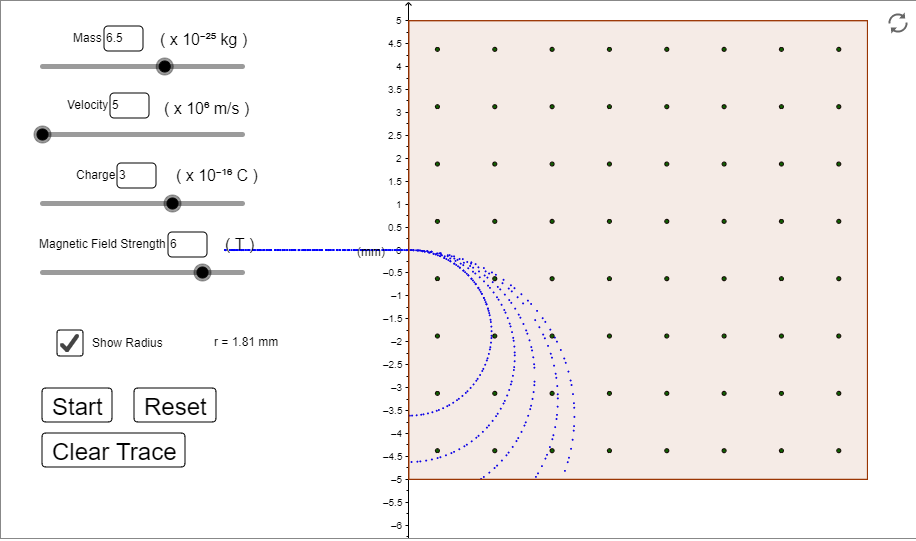 Mass 6.5 ( x 10⁻²⁵ kg )
Velocity 5 ( x 10⁶ m/s )
Charge 3 ( x 10⁻¹⁶ C )
Magnetic Field Strength 6 ( T )
Show Radius r = 1.81 mm
Start Reset
Clear Trace
5
4.5
4
3.5
3
2.5
2
1.5
1
0.5
(mm) 0
−0.5
−1
−1.5
−2
−2.5
−3
−3.5
−4
−4.5
−5
−5.5
−6